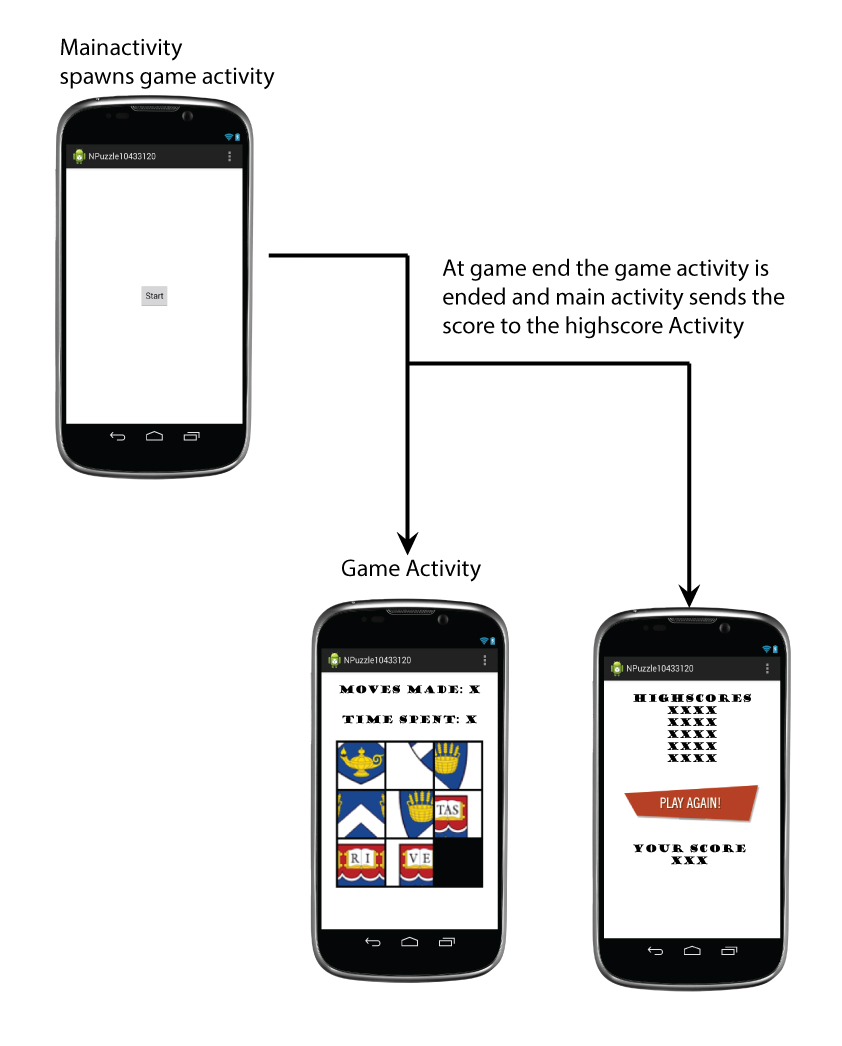 Mainactivity
spawns game activity
NPuzzle10433120
Start
At game end the game activity is
ended and main activity sends the
score to the highscore Activity
Game Activity
NPuzzle10433120
MOVES MADE: X
TIME SPENT: X
TAS
R I
V E
NPuzzle10433120
HIGHSCORES
XXXX
XXXX
XXXX
XXXX
XXXX
PLAY AGAIN!
YOUR SCORE
XXX